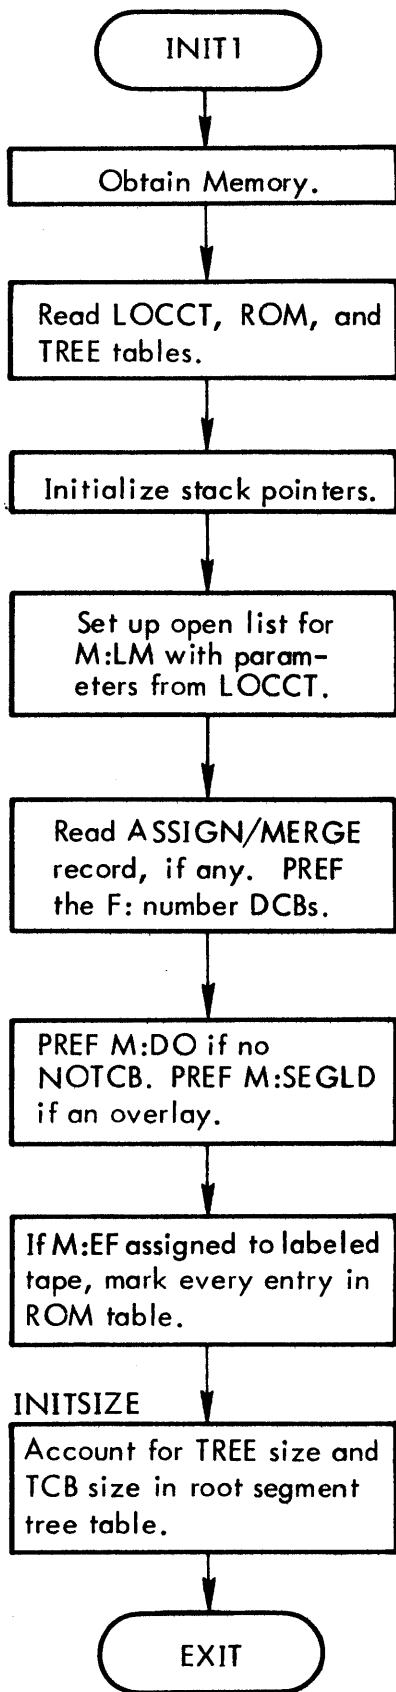 INIT1
Obtain Memory.
Read LOCCT, ROM, and
TREE tables.
Initialize stack pointers.
Set up open list for
M:LM with param-
eters from LOCCT.
Read ASSIGN/MERGE
record, if any. PREF
the F: number DCBs.
PREF M:DO if no
NOTCB. PREF M:SEGLD
if an overlay.
If M:EF assigned to labeled
tape, mark every entry in
ROM table.
INITSIZE
Account for TREE size and
TCB size in root segment
tree table.
EXIT